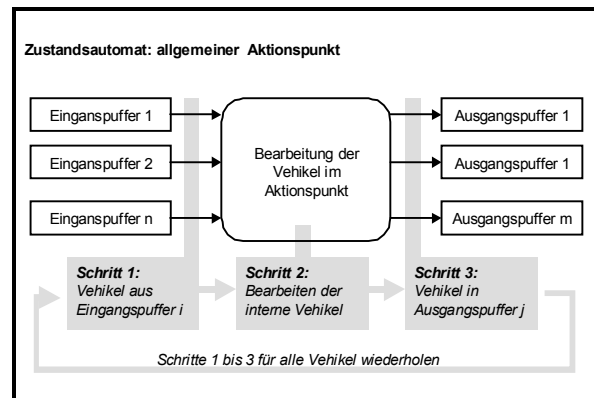 Zustandsautomat: allgemeiner Aktionspunkt
Einganspuffer 1
Einganspuffer 2
Einganspuffer n
Bearbeitung der
Vehikel im
Aktionspunkt
Ausgangspuffer 1
Ausgangspuffer 1
Ausgangspuffer m
Schritt 1:
Vehikel aus
Eingangspuffer i
Schritt 2:
Bearbeiten der
interne Vehikel
Schritt 3:
Vehikel in
Ausgangspuffer j
Schritte 1 bis 3 für alle Vehikel wiederholen